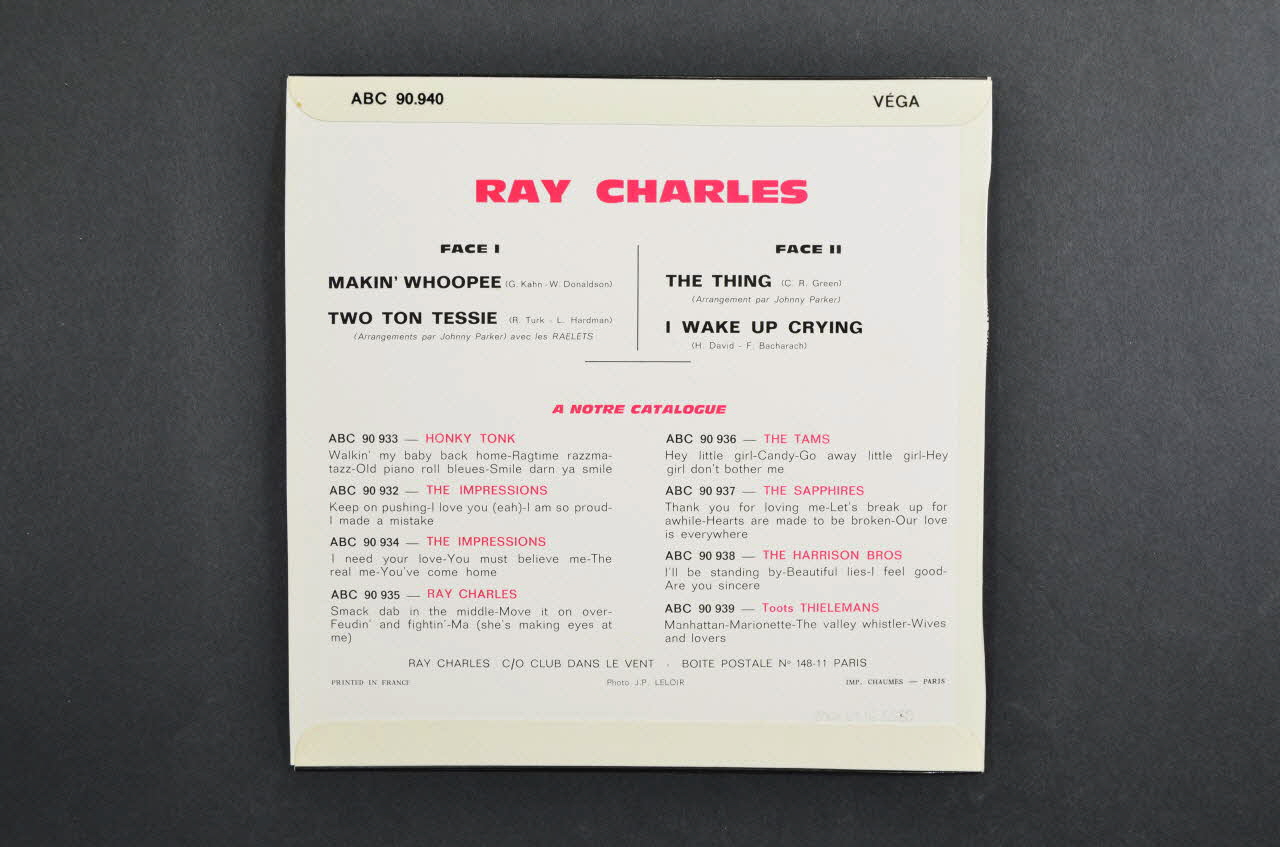 ABC 90.940
VÉGA
RAY CHARLES
FACE I
MAKIN' WHOOPEE (G. Kahn - W. Donaldson)
TWO TON TESSIE (R. Turk - L. Hardman)
(Arrangements par Johnny Parker) avec les RAELETS
FACE II
THE THING (C. R. Green)
(Arrangement par Johnny Parker)
I WAKE UP CRYING
(H. David - F. Bacharach)
A NOTRE CATALOGUE
ABC 90 933 — HONKY TONK
Walkin' my baby back home-Ragtime razzma-
tazz-Old piano roll bleues-Smile darn ya smile
ABC 90 932 — THE IMPRESSIONS
Keep on pushing-I love you (eah)-I am so proud-
I made a mistake
ABC 90 934 — THE IMPRESSIONS
I need your love-You must believe me-The
real me-You've come home
ABC 90 935 — RAY CHARLES
Smack dab in the middle-Move it on over-
Feudin' and fightin'-Ma (she's making eyes at
me)
ABC 90 936 — THE TAMS
Hey little girl-Candy-Go away little girl-Hey
girl don't bother me
ABC 90 937 — THE SAPPHIRES
Thank you for loving me-Let's break up for
awhile-Hearts are made to be broken-Our love
is everywhere
ABC 90 938 — THE HARRISON BROS
I'll be standing by-Beautiful lies-I feel good-
Are you sincere
ABC 90 939 — Toots THIELEMANS
Manhattan-Marionette-The valley whistler-Wives
and lovers
RAY CHARLES C/O CLUB DANS LE VENT - BOITE POSTALE Nº 148-11 PARIS
PRINTED IN FRANCE
Photo J.P. LELOIR
IMP. CHAUMES — PARIS